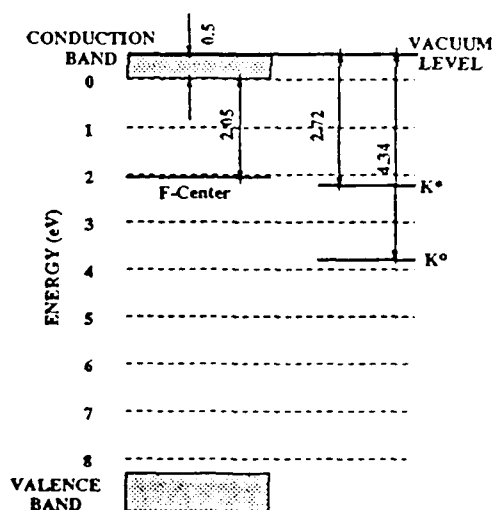 CONDUCTION
BAND
0.5
VACUUM
LEVEL
0
1
2.05
2.72
4.34
2
F-Center
K*
3
K°
4
ENERGY (eV)
5
6
7
8
VALENCE
BAND